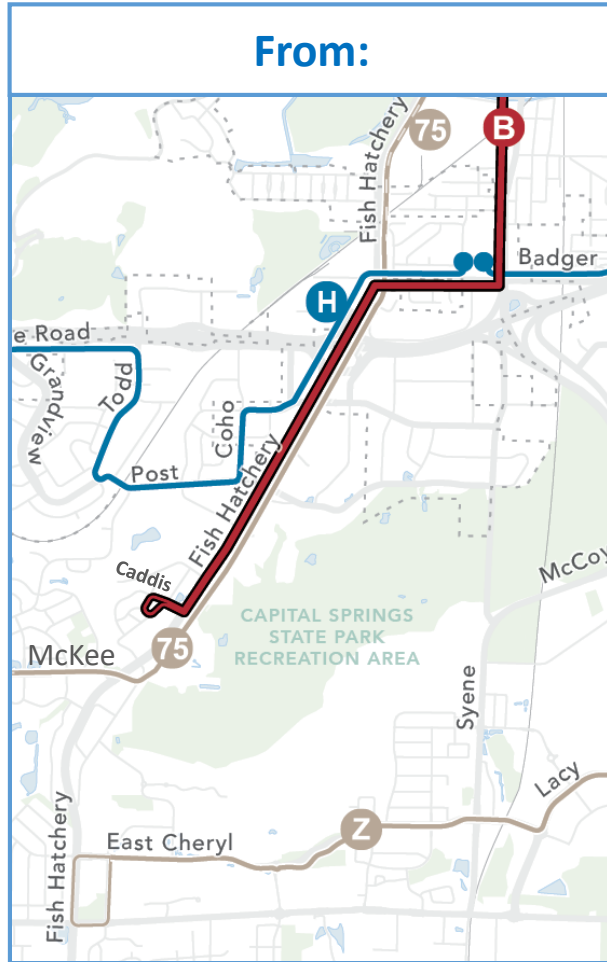 From:
75
B
Fish Hatchery
Badger
H
e Road
Grandview
Todd
Coho
Post
Fish Hatchery
Caddis
McCoy
CAPITAL SPRINGS
STATE PARK
RECREATION AREA
75
McKee
Syene
Lacy
Z
East Cheryl
Fish Hatchery